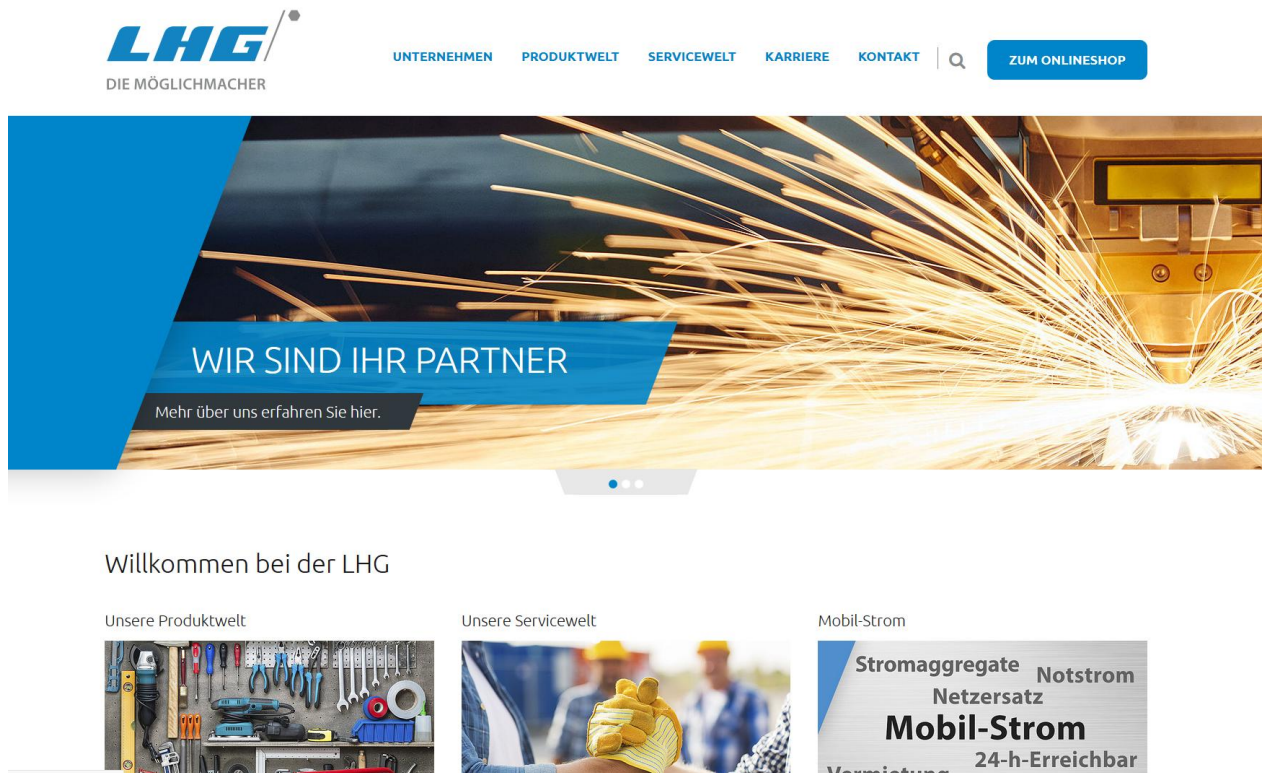 LHG
DIE MÖGLICHMACHER
UNTERNEHMEN PRODUKTWELT SERVICEWELT KARRIERE KONTAKT ZUM ONLINESHOP
WIR SIND IHR PARTNER
Mehr über uns erfahren Sie hier.
Willkommen bei der LHG
Unsere Produktwelt
Unsere Servicewelt
Mobil-Strom
Stromaggregate
Notstrom
Netzersatz
Mobil-Strom
24-h-Erreichbar
Vermietung